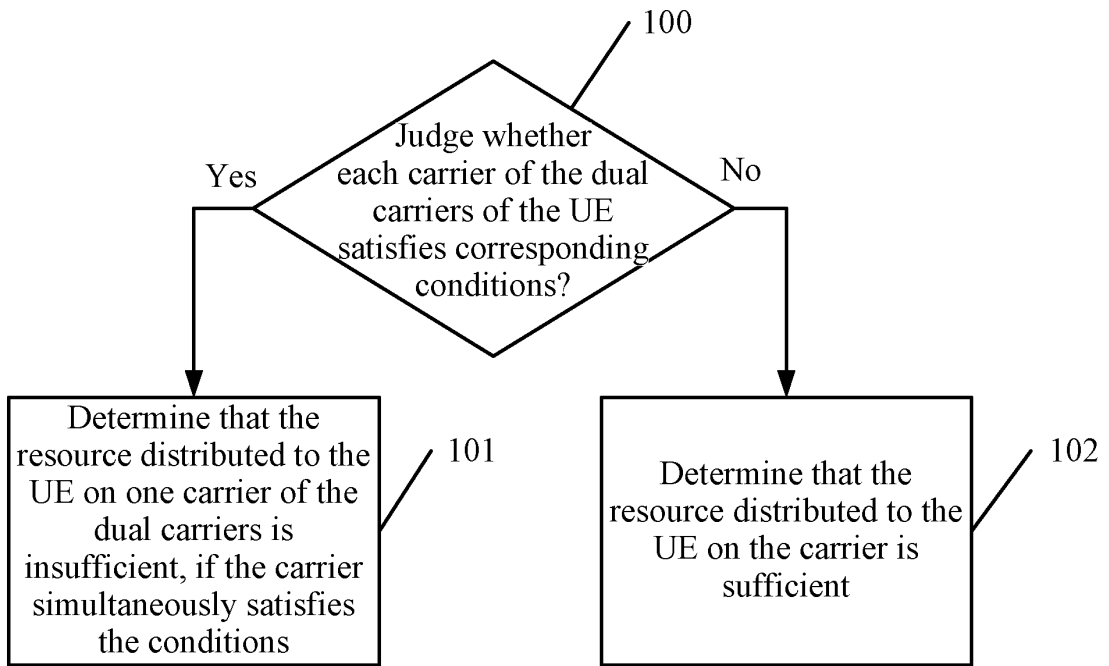 100
Judge whether
each carrier of the dual
carriers of the UE
satisfies corresponding
conditions?
Yes
No
Determine that the
resource distributed to the
UE on one carrier of the
dual carriers is
insufficient, if the carrier
simultaneously satisfies
the conditions
101
Determine that the
resource distributed to the
UE on the carrier is
sufficient
102